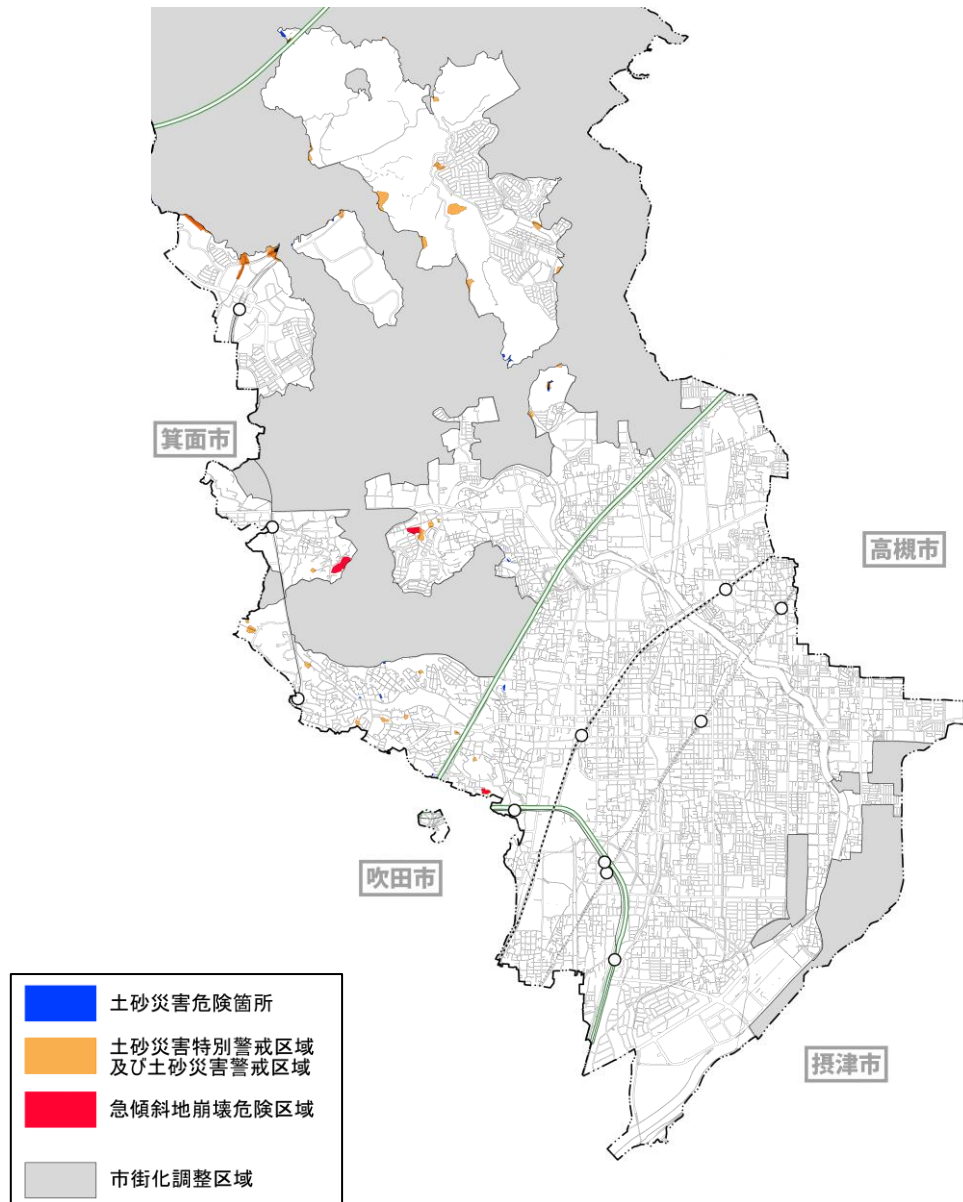 箕面市
高槻市
吹田市
摂津市
土砂災害危険箇所
土砂災害特別警戒区域
及び土砂災害警戒区域
急傾斜地崩壊危険区域
市街化調整区域